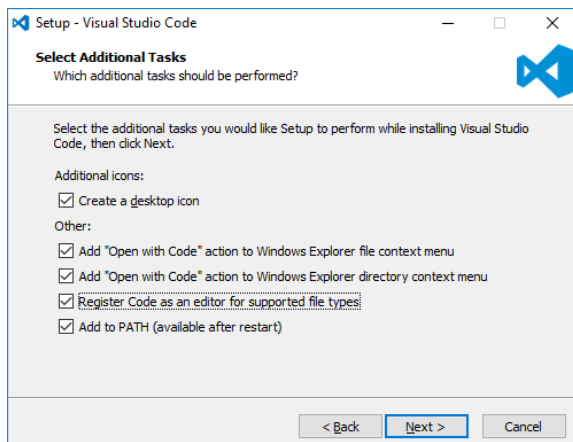 Setup - Visual Studio Code
Select Additional Tasks
Which additional tasks should be performed?
Select the additional tasks you would like Setup to perform while installing Visual Studio
Code, then click Next.
Additional icons:
Create a desktop icon
Other:
Add "Open with Code" action to Windows Explorer file context menu
Add "Open with Code" action to Windows Explorer directory context menu
Register Code as an editor for supported file types
Add to PATH (available after restart)
< Back Next > Cancel